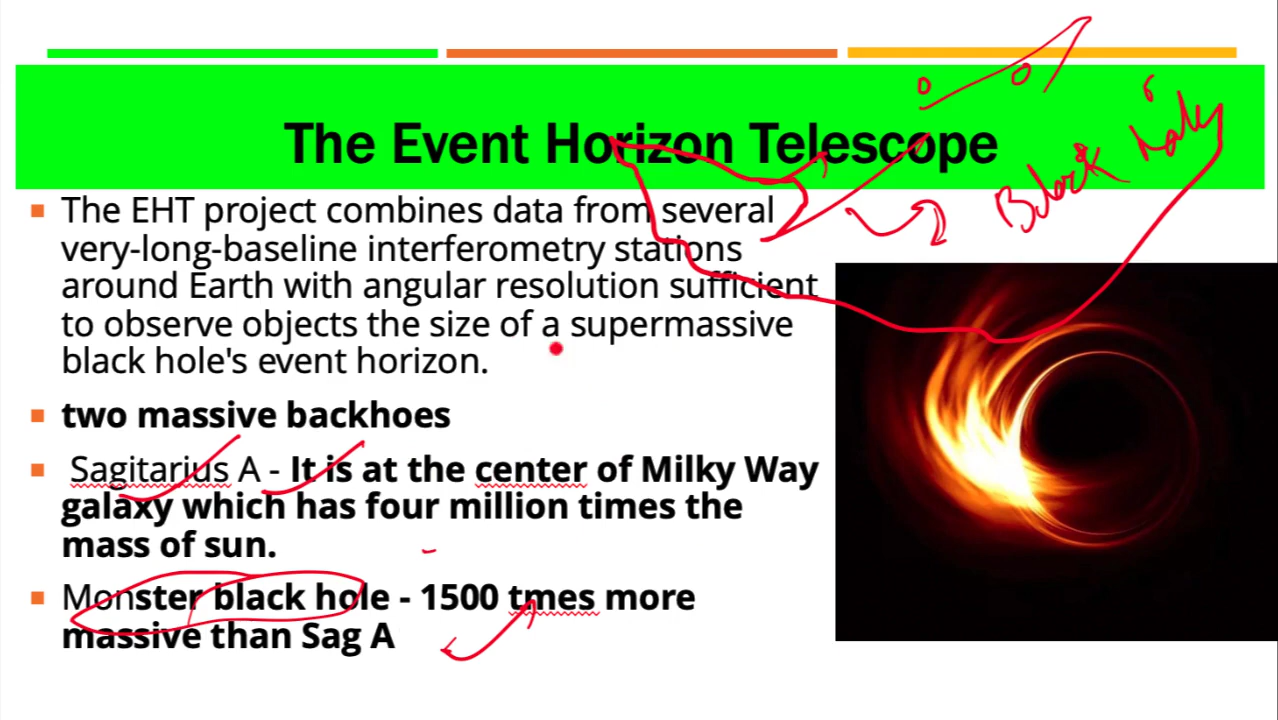 The Event Horizon Telescope
The EHT project combines data from several
very-long-baseline interferometry stations
around Earth with angular resolution sufficient
to observe objects the size of a supermassive
black hole's event horizon.
two massive backhoes
Sagitarius A - It is at the center of Milky Way
galaxy which has four million times the
mass of sun.
Monster black hole - 1500 tmes more
massive than Sag A
2 Black